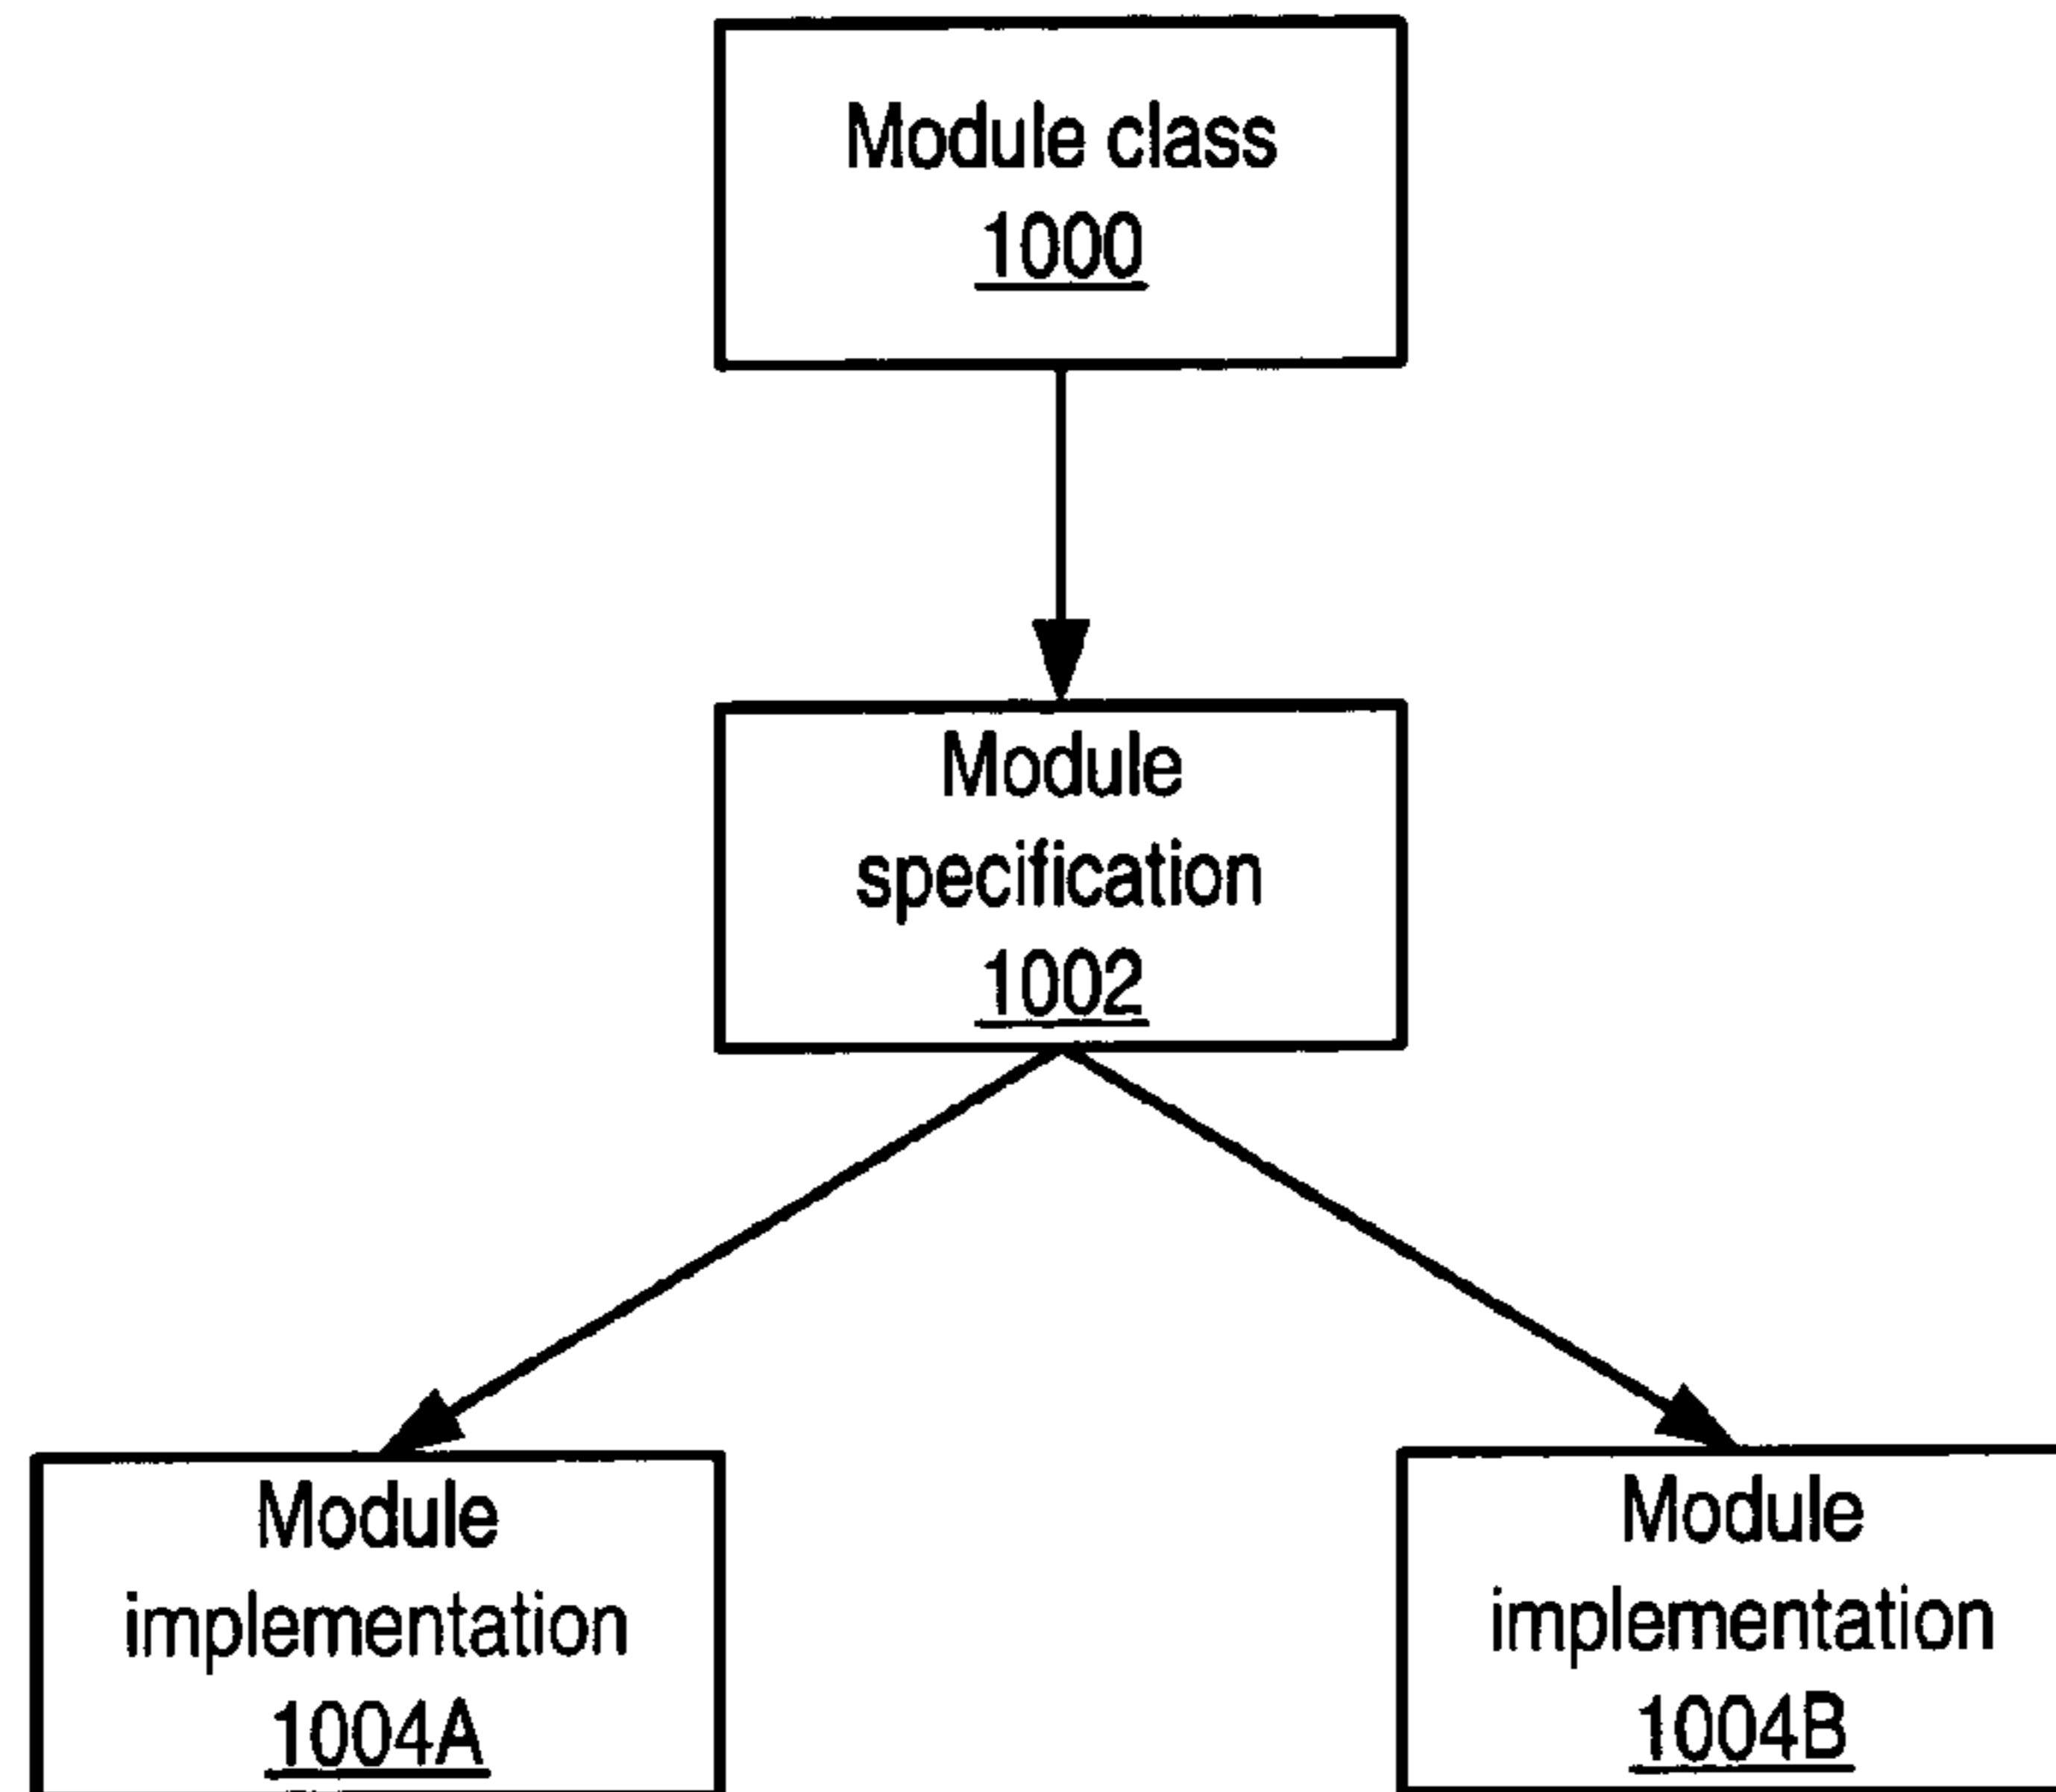 Module class
1000
Module
specification
1002
Module
implementation
1004A
Module
implementation
1004B